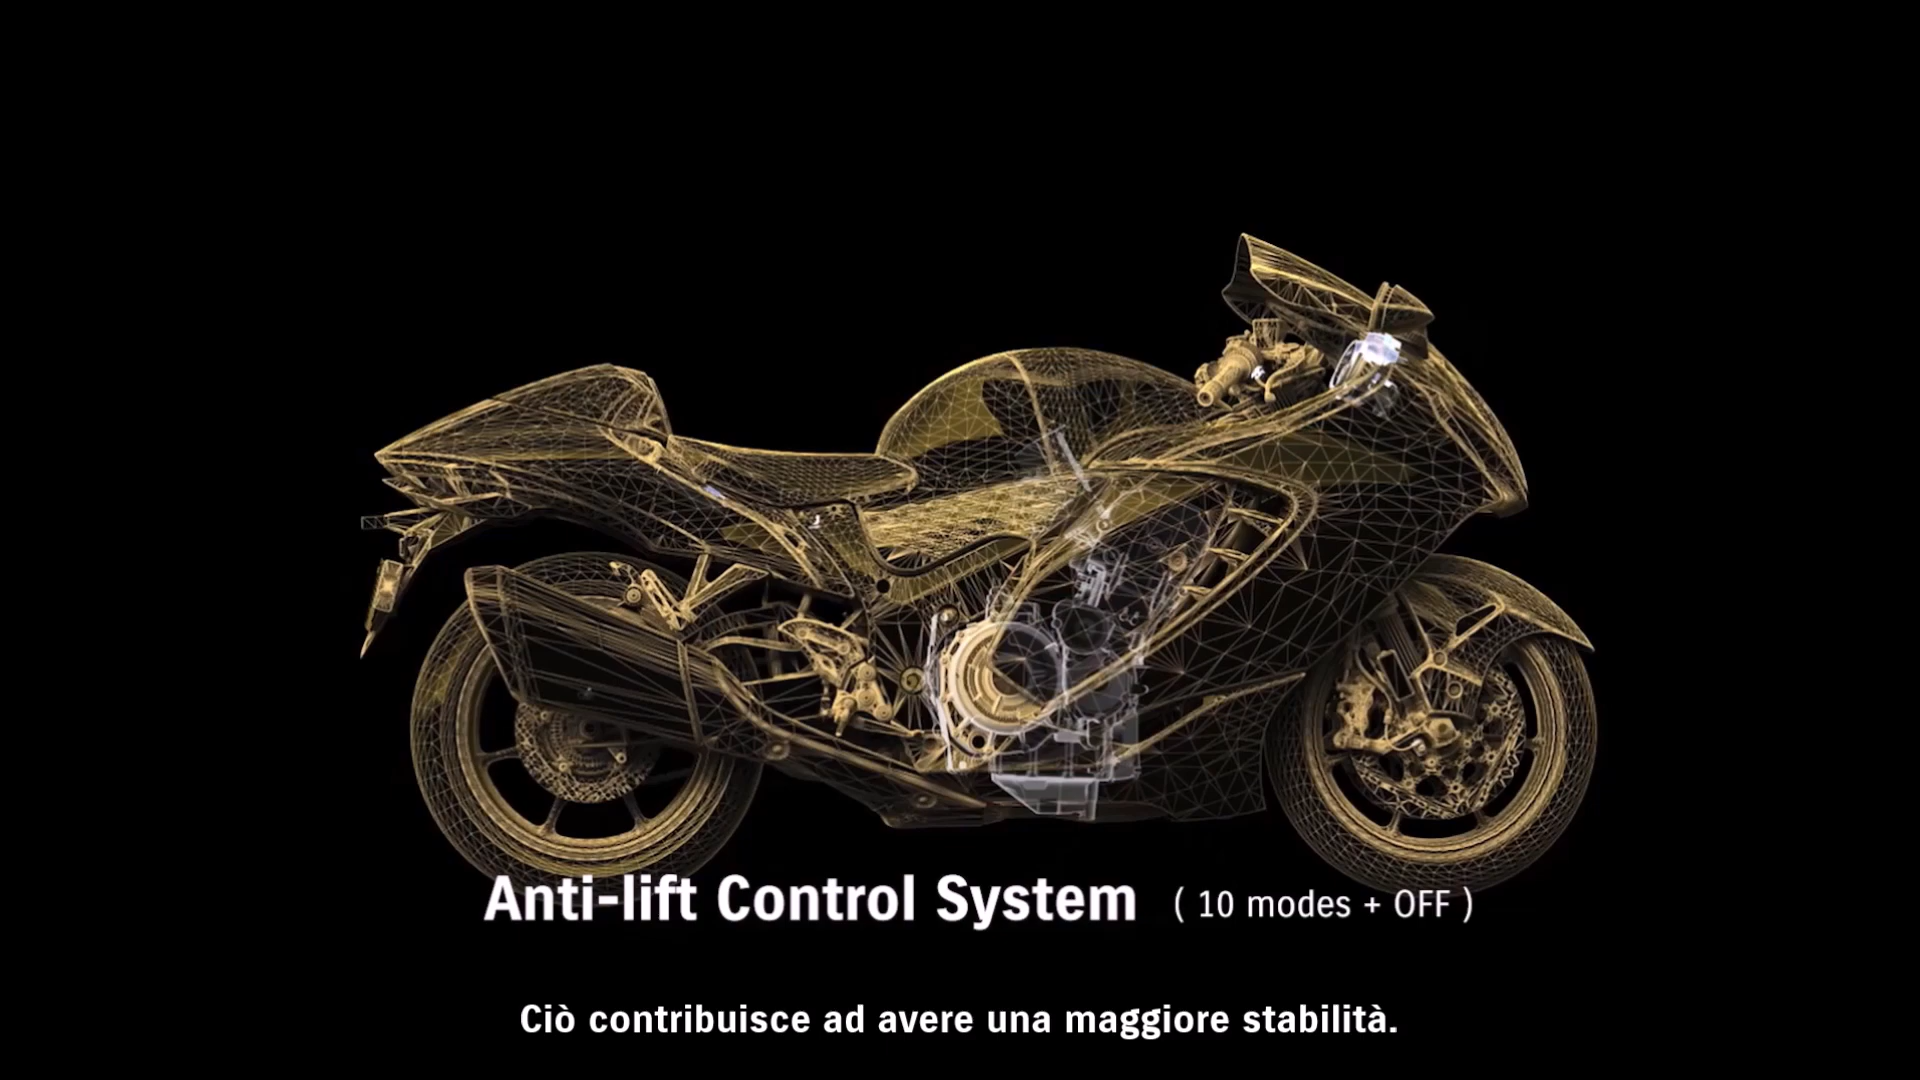 Anti-lift Control System ( 10 modes + OFF )
Ciò contribuisce ad avere una maggiore stabilità.